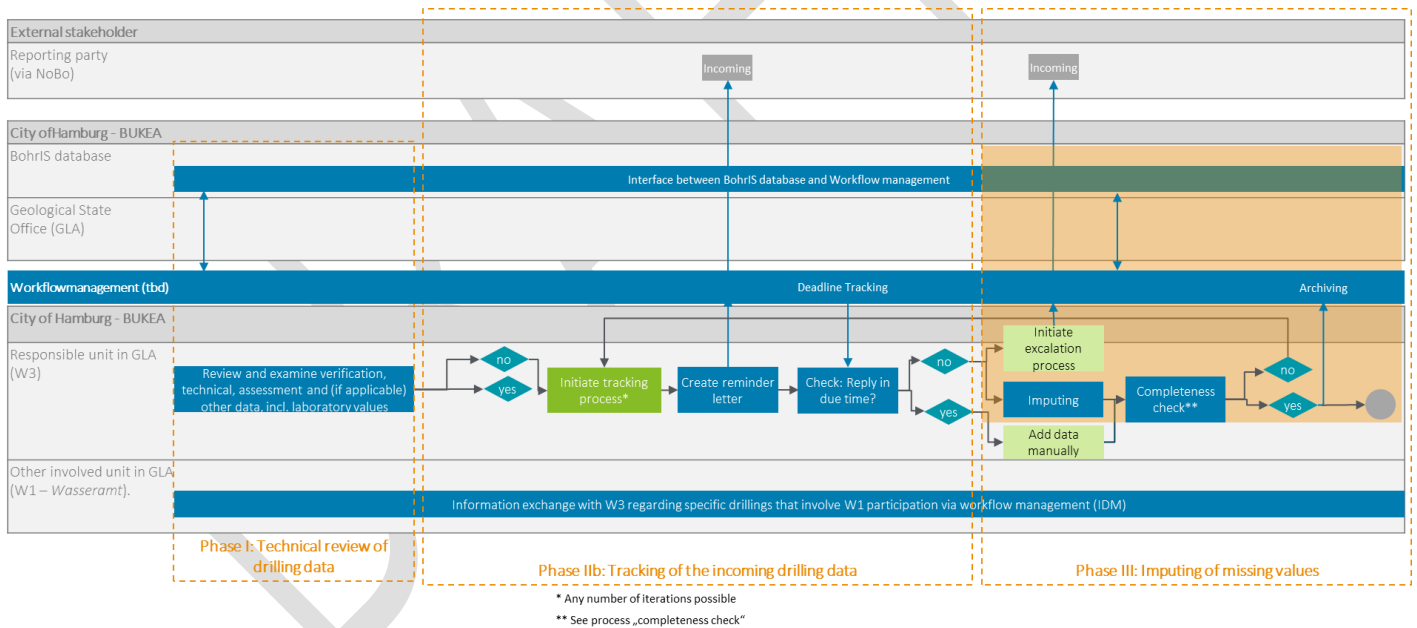 External stakeholder
Reporting party
(via NoBo)
Incoming
Incoming
City ofHamburg - BUKEA
BohrIS database
Interface between BohrIS database and Workflow management
Geological State
Office (GLA)
Workflowmanagement (tbd)
Deadline Tracking
Archiving
City of Hamburg - BUKEA
Responsible unit in GLA
(W3)
Review and examine verification,
technical, assessment and (if applicable)
other data, incl. laboratory values
no
yes
Initiate tracking
process*
Create reminder
letter
Check: Reply in
due time?
no
yes
Initiate
excalation
process
Imputing
Add data
manually
Completeness
check**
no
yes
Other involved unit in GLA
(W1 – Wasseramt).
Information exchange with W3 regarding specific drillings that involve W1 participation via workflow management (IDM)
Phase I: Technical review of
drilling data
Phase IIb: Tracking of the incoming drilling data
Phase III: Imputing of missing values
* Any number of iterations possible
** See process „completeness check“